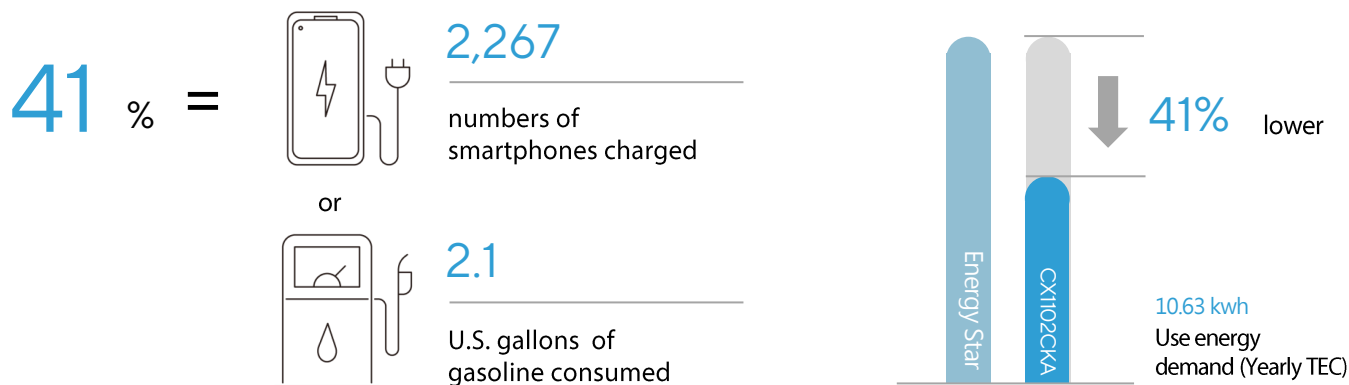 41 % =
2,267
numbers of
smartphones charged
or
2.1
U.S. gallons of
gasoline consumed
Energy Star
CX1102CKA
41% lower
10.63 kwh
Use energy
demand (Yearly TEC)